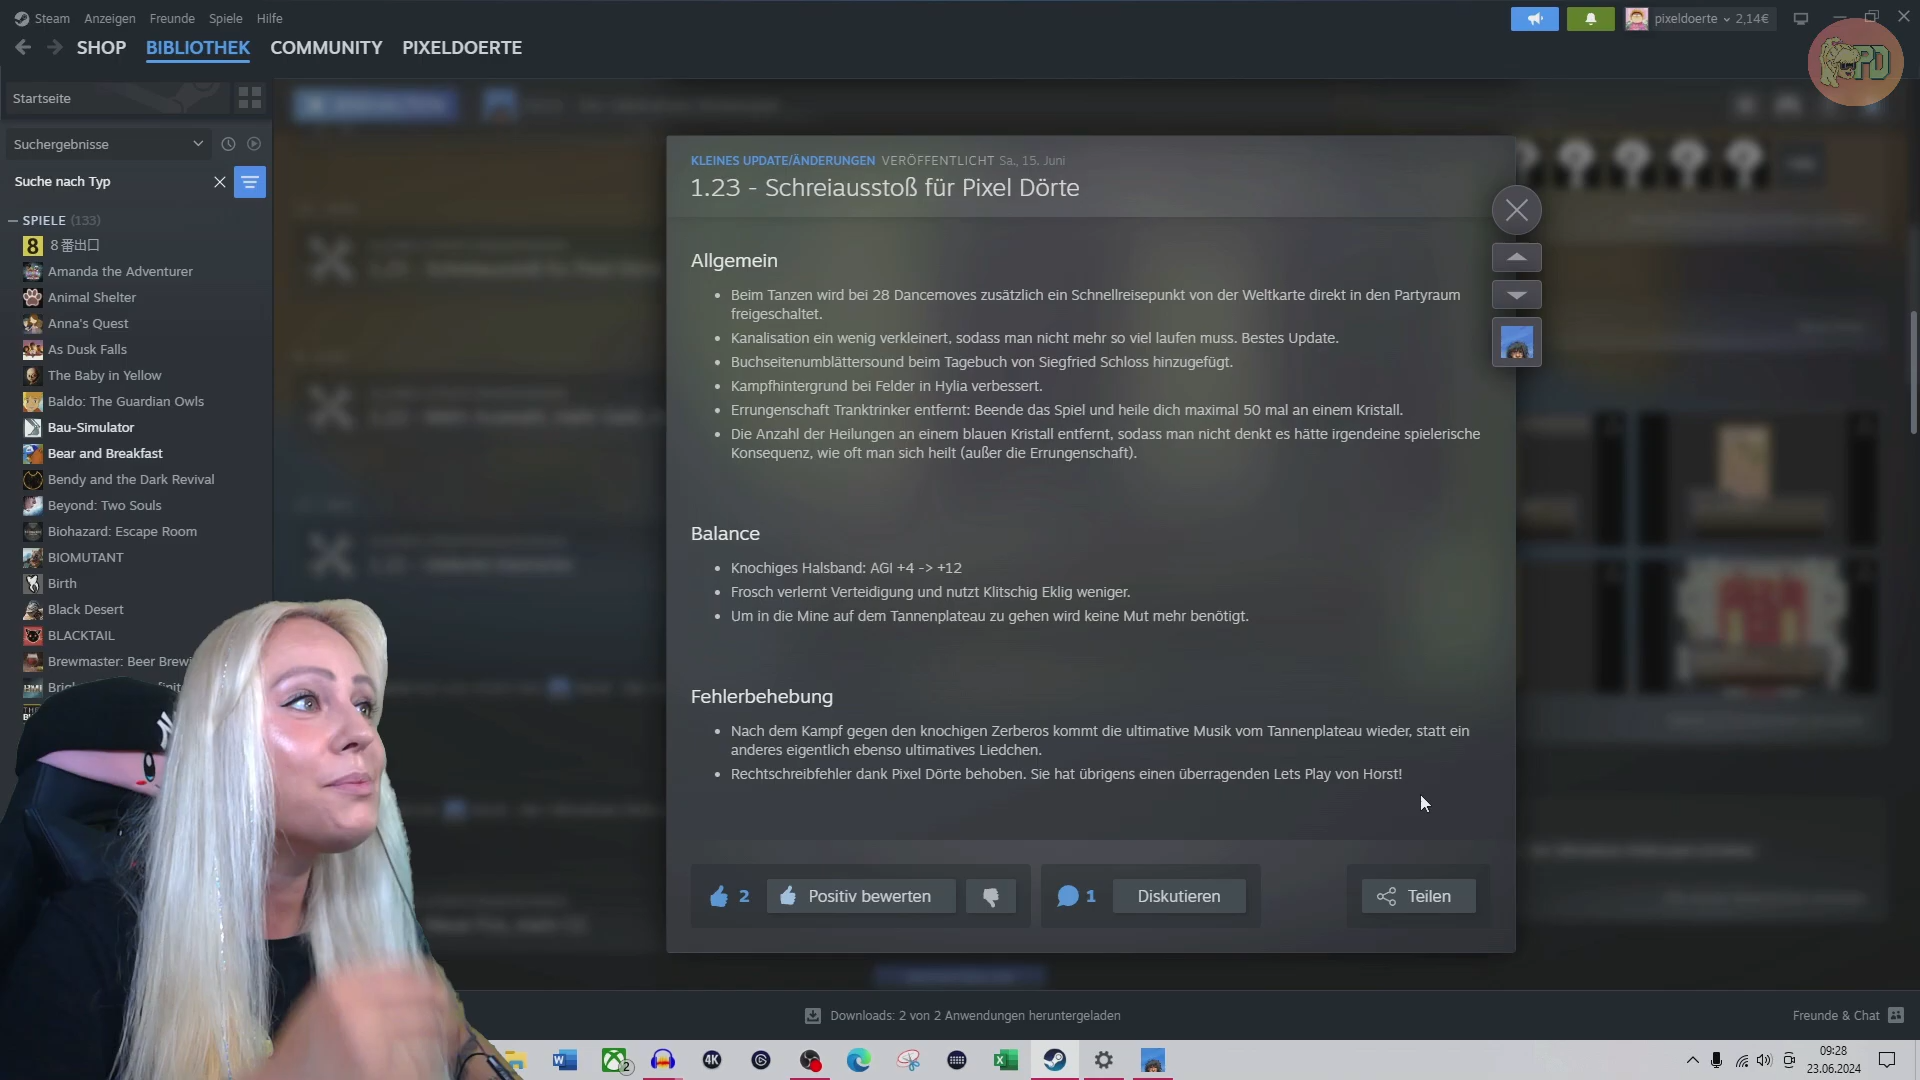 Steam Anzeigen Freunde Spiele Hilfe
pixeldoerte 2,14€
SHOP BIBLIOTHEK COMMUNITY PIXELDOERTE
PD
Startseite
Suchergebnisse
Suche nach Typ
SPIELE (133)
8番出口
Amanda the Adventurer
Animal Shelter
Anna's Quest
As Dusk Falls
The Baby in Yellow
Baldo: The Guardian Owls
Bau-Simulator
Bear and Breakfast
Bendy and the Dark Revival
Beyond: Two Souls
Biohazard: Escape Room
BIOMUTANT
Birth
Black Desert
BLACKTAIL
Brewmaster: Beer Brewi
KLEINES UPDATE/ÄNDERUNGEN VERÖFFENTLICHT Sa., 15. Juni
1.23 - Schreiausstoß für Pixel Dörte
Allgemein
• Beim Tanzen wird bei 28 Dancemoves zusätzlich ein Schnellreisepunkt von der Weltkarte direkt in den Partyraum
freigeschaltet.
• Kanalisation ein wenig verkleinert, sodass man nicht mehr so viel laufen muss. Bestes Update.
• Buchseitenumblättersound beim Tagebuch von Siegfried Schloss hinzugefügt.
• Kampfhintergrund bei Felder in Hylia verbessert.
• Errungenschaft Tranktrinker entfernt: Beende das Spiel und heile dich maximal 50 mal an einem Kristall.
• Die Anzahl der Heilungen an einem blauen Kristall entfernt, sodass man nicht denkt es hätte irgendeine spielerische
Konsequenz, wie oft man sich heilt (außer die Errungenschaft).
Balance
• Knochiges Halsband: AGI +4 -> +12
• Frosch verlernt Verteidigung und nutzt Klitschig Eklig weniger.
• Um in die Mine auf dem Tannenplateau zu gehen wird keine Mut mehr benötigt.
Fehlerbehebung
• Nach dem Kampf gegen den knochigen Zerberos kommt die ultimative Musik vom Tannenplateau wieder, statt ein
anderes eigentlich ebenso ultimatives Liedchen.
• Rechtschreibfehler dank Pixel Dörte behoben. Sie hat übrigens einen überragenden Lets Play von Horst!
2 Positiv bewerten 1 Diskutieren Teilen
Downloads: 2 von 2 Anwendungen heruntergeladen
Freunde & Chat
2 4K
09:28
23.06.2024